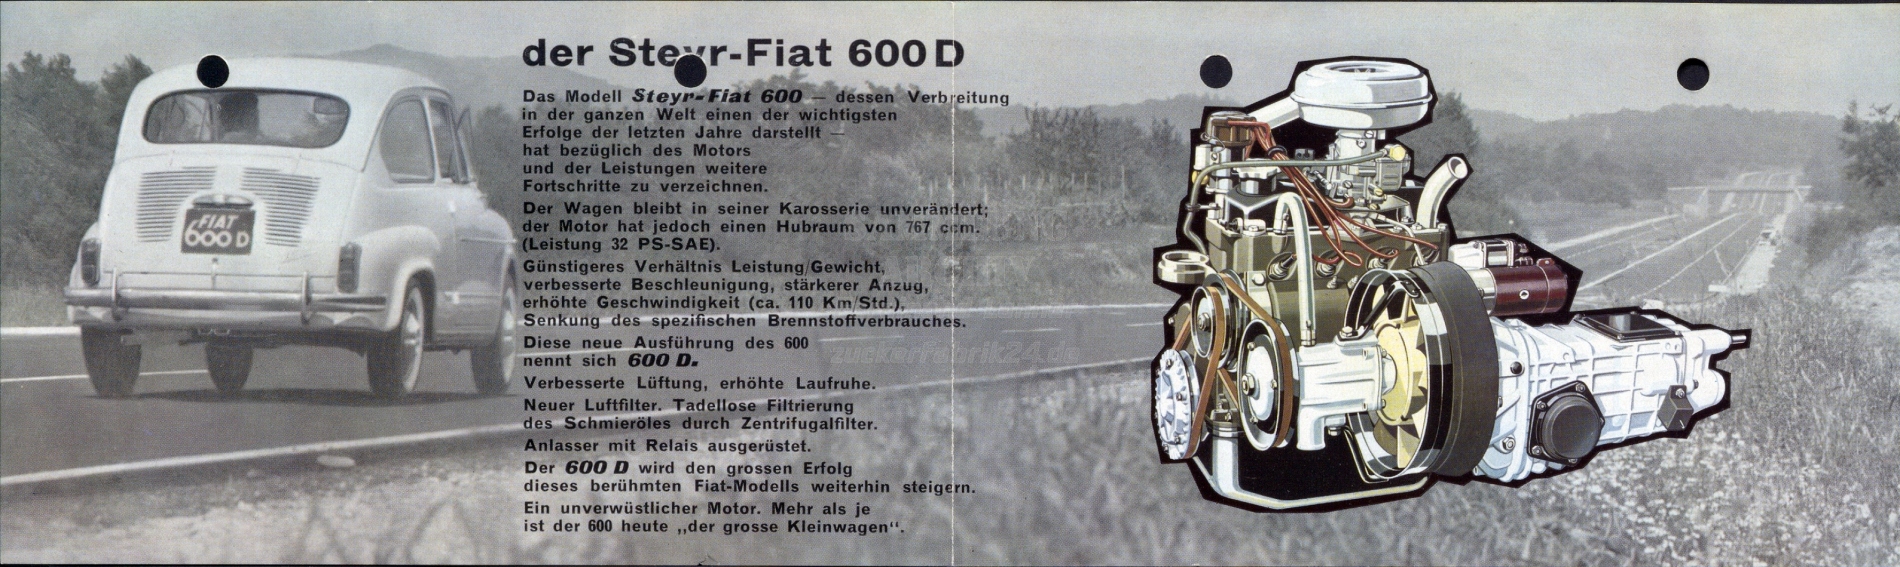 der Steyr-Fiat 600 D
Das Modell Steyr-Fiat 600 — dessen Verbreitung
in der ganzen Welt einen der wichtigsten
Erfolge der letzten Jahre darstellt —
hat bezüglich des Motors
und der Leistungen weitere
Fortschritte zu verzeichnen.
Der Wagen bleibt in seiner Karosserie unverändert;
der Motor hat jedoch einen Hubraum von 767 ccm.
(Leistung 32 PS-SAE).
Günstigeres Verhältnis Leistung/Gewicht,
verbesserte Beschleunigung, stärkerer Anzug,
erhöhte Geschwindigkeit (ca. 110 Km/Std.),
Senkung des spezifischen Brennstoffverbrauches.
Diese neue Ausführung des 600
nennt sich 600 D.
Verbesserte Lüftung, erhöhte Laufruhe.
Neuer Luftfilter. Tadellose Filtrierung
des Schmieröles durch Zentrifugalfilter.
Anlasser mit Relais ausgerüstet.
Der 600 D wird den grossen Erfolg
dieses berühmten Fiat-Modells weiterhin steigern.
Ein unverwüstlicher Motor. Mehr als je
ist der 600 heute „der grosse Kleinwagen“.
FIAT
600 D